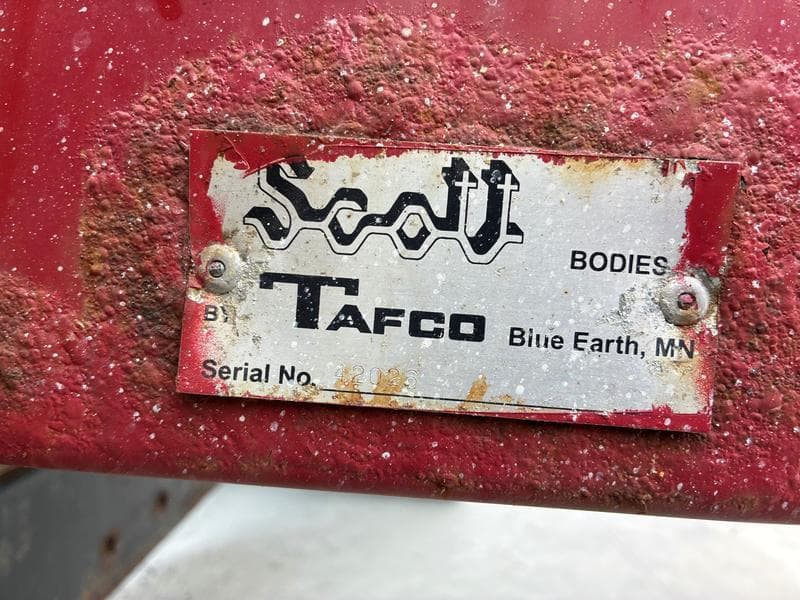 Scott
BODIES
BY TAFCO Blue Earth, MN
Serial No.